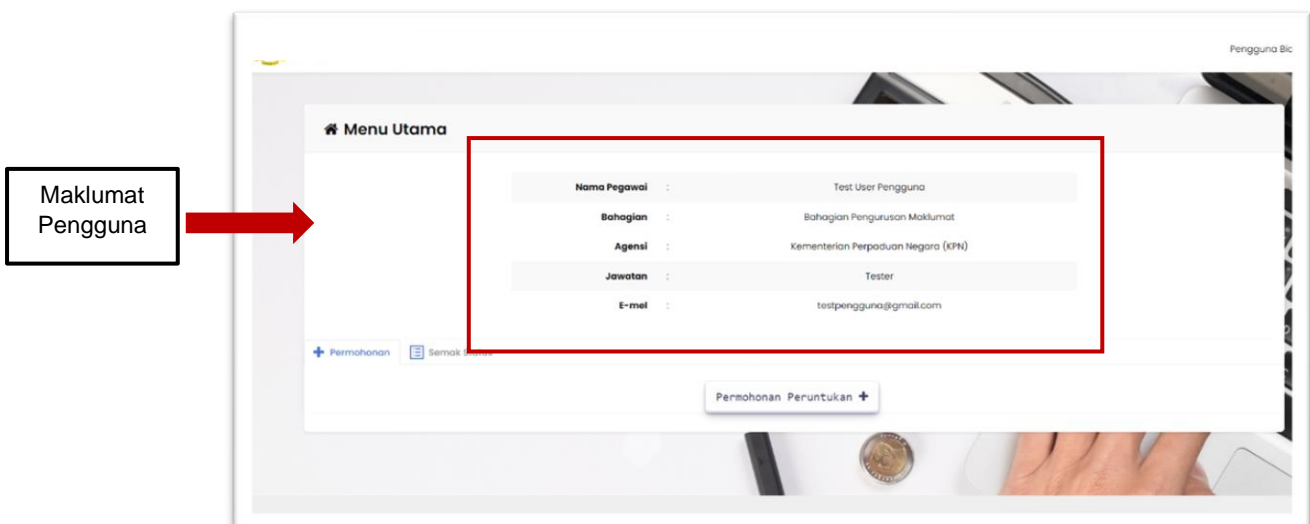 Pengguna Bic
Menu Utama
Maklumat
Pengguna
Nama Pegawai : Test User Pengguna
Bahagian : Bahagian Pengurusan Maklumat
Agensi : Kementerian Perpaduan Negara (KPN)
Jawatan : Tester
E-mel : testpengguna@gmail.com
Permohonan Semak Status
Permohonan Peruntukan +